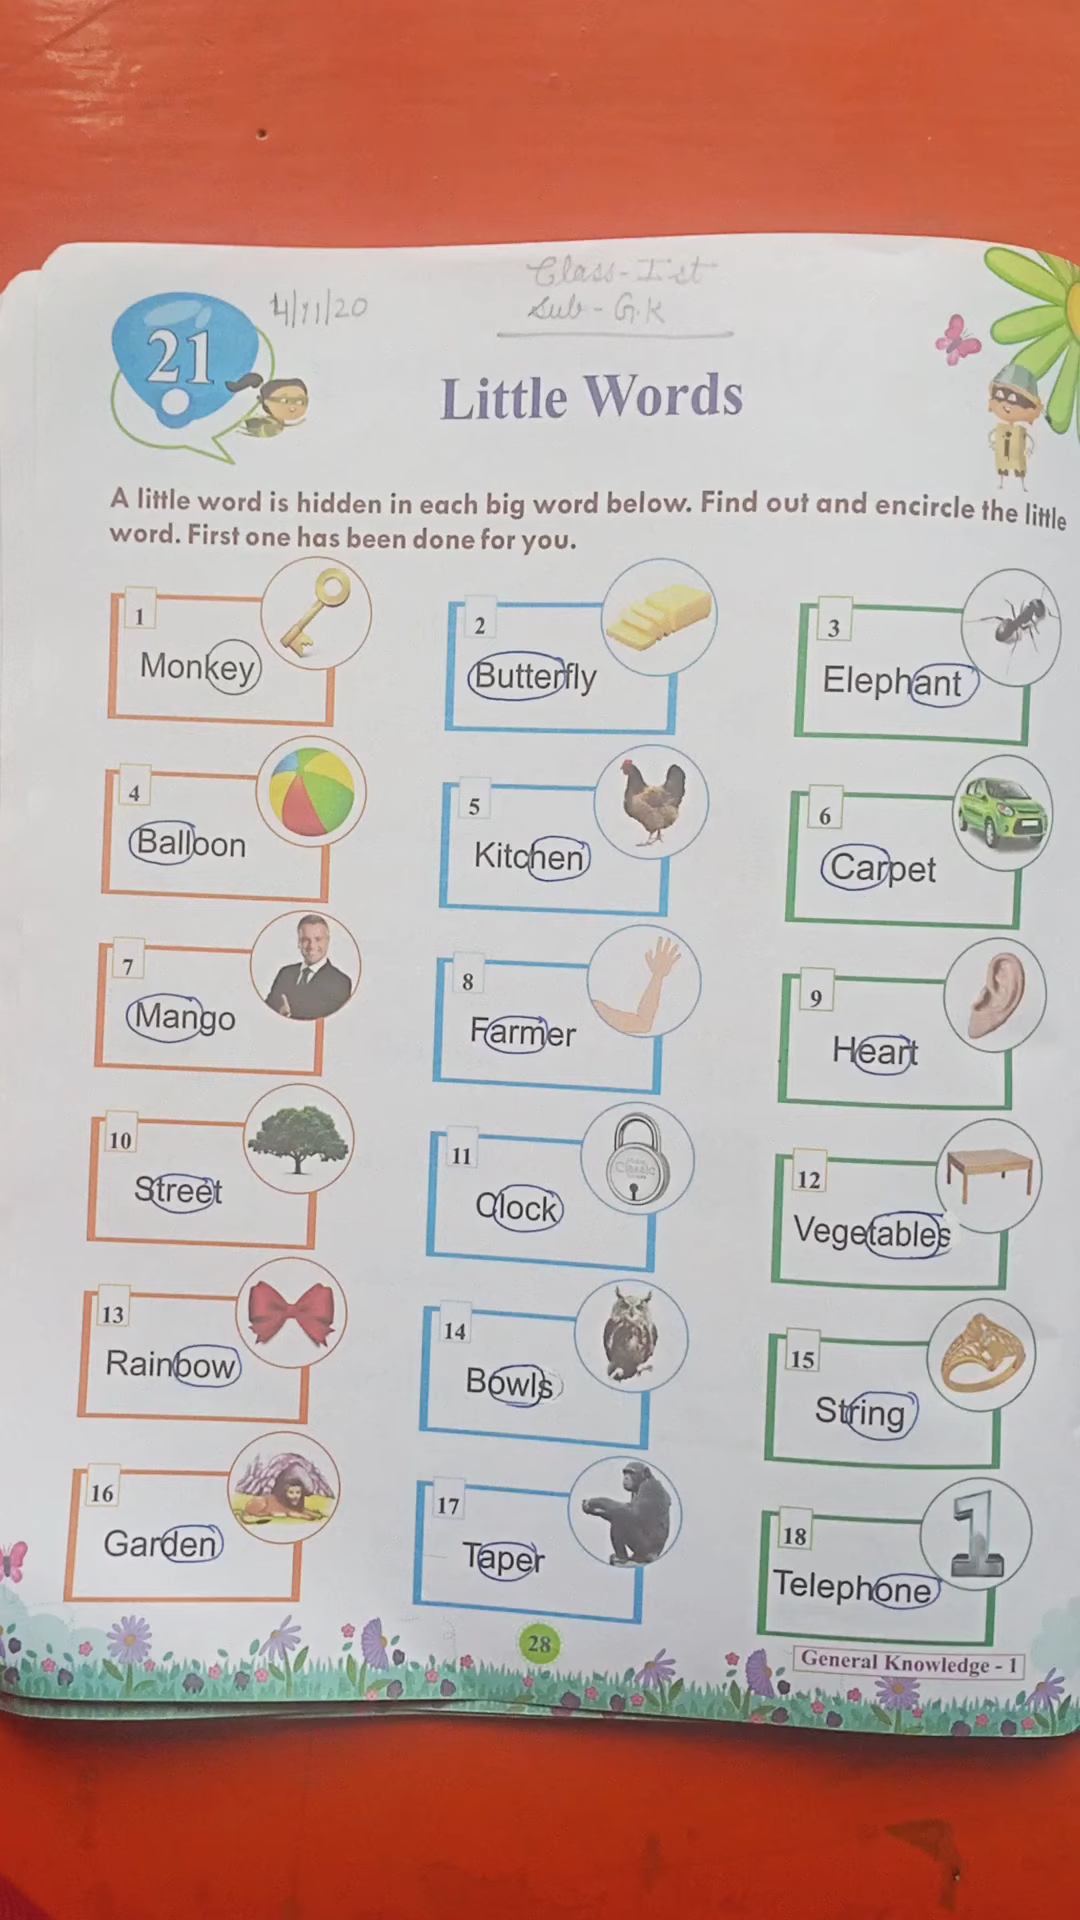 4/11/20
Class - Ist
Sub - G.K
21
Little Words
A little word is hidden in each big word below. Find out and encircle the little
word. First one has been done for you.
1
Monkey
2
Butterfly
3
Elephant
4
Balloon
5
Kitchen
6
Carpet
7
Mango
8
Farmer
9
Heart
10
Street
11
Clock
12
Vegetables
13
Rainbow
14
Bowls
15
String
16
Garden
17
Taper
18
Telephone
1
28
General Knowledge - 1